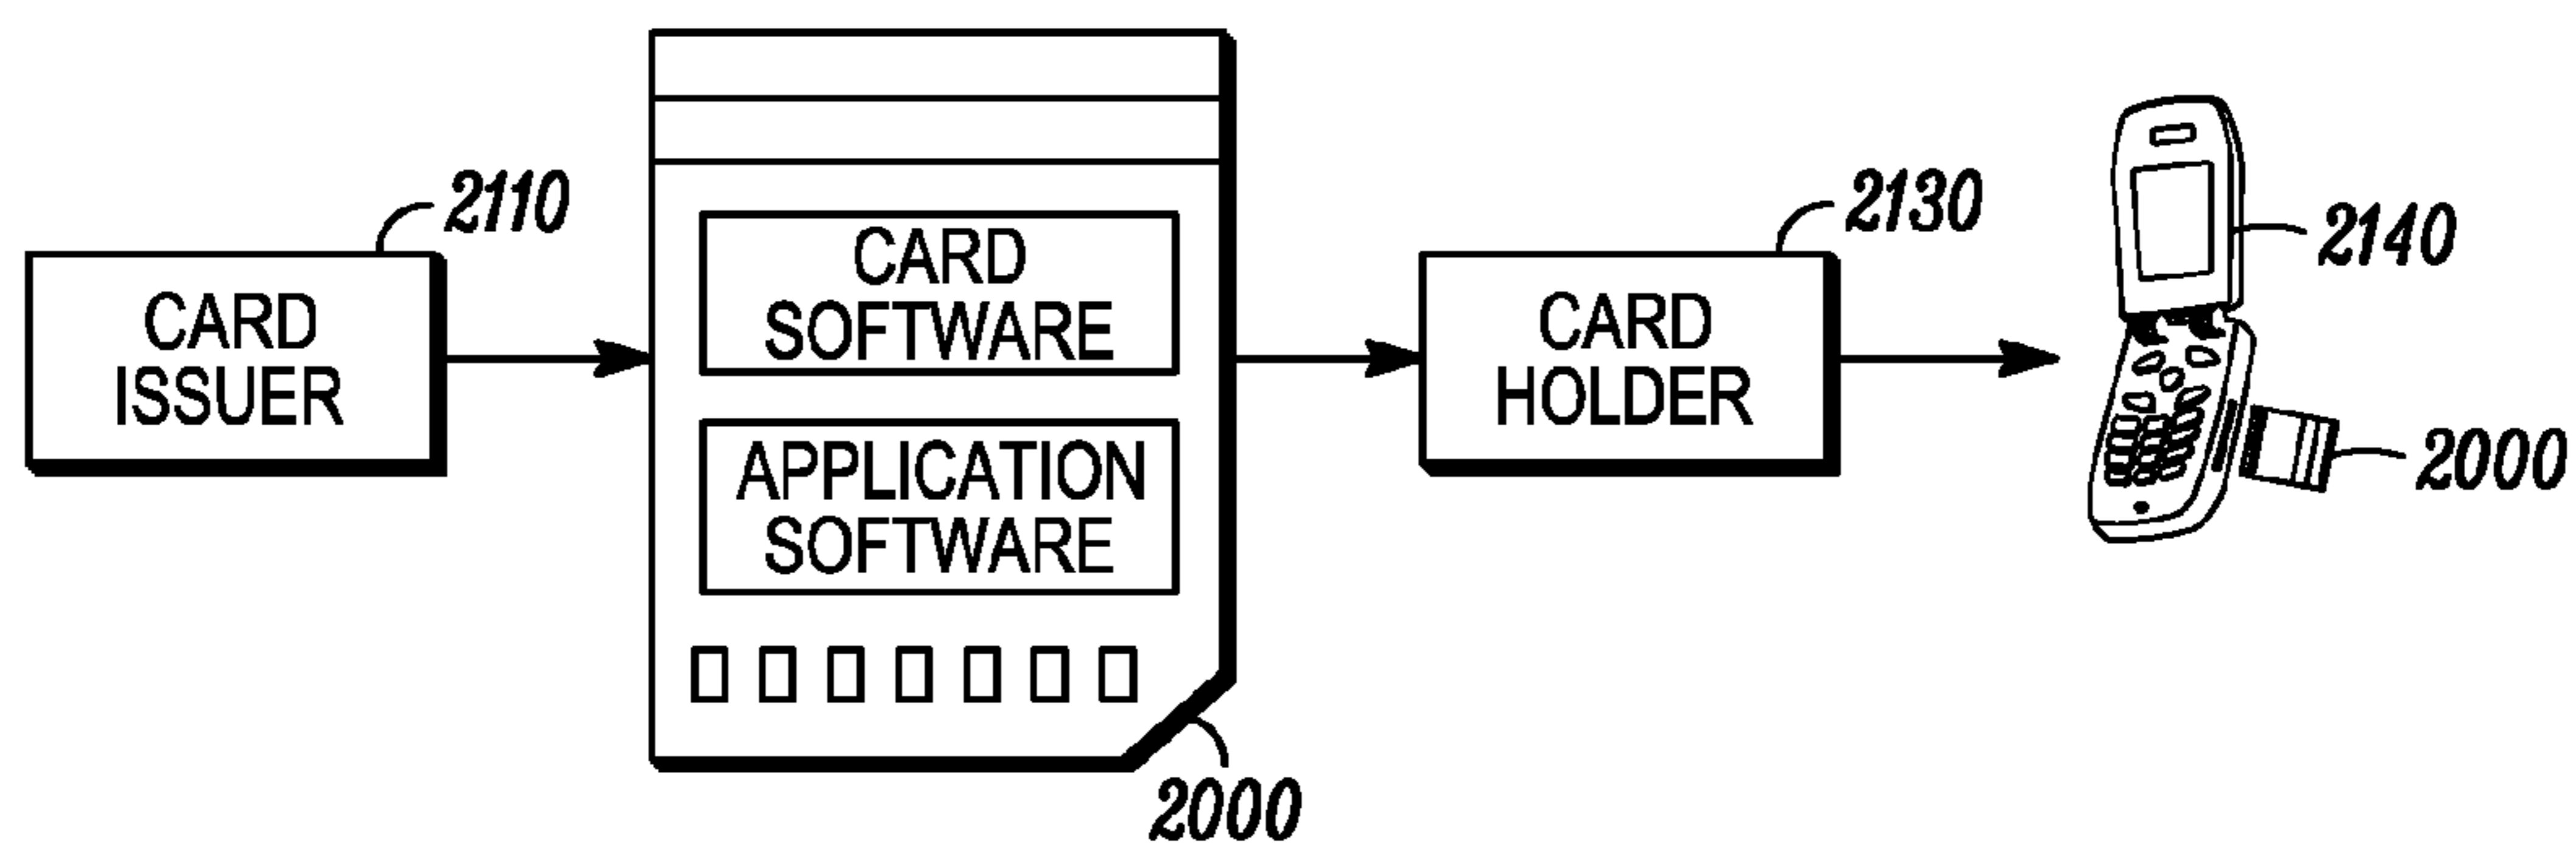 2110
CARD
ISSUER
CARD
SOFTWARE
APPLICATION
SOFTWARE
2000
2130
CARD
HOLDER
2140
2000